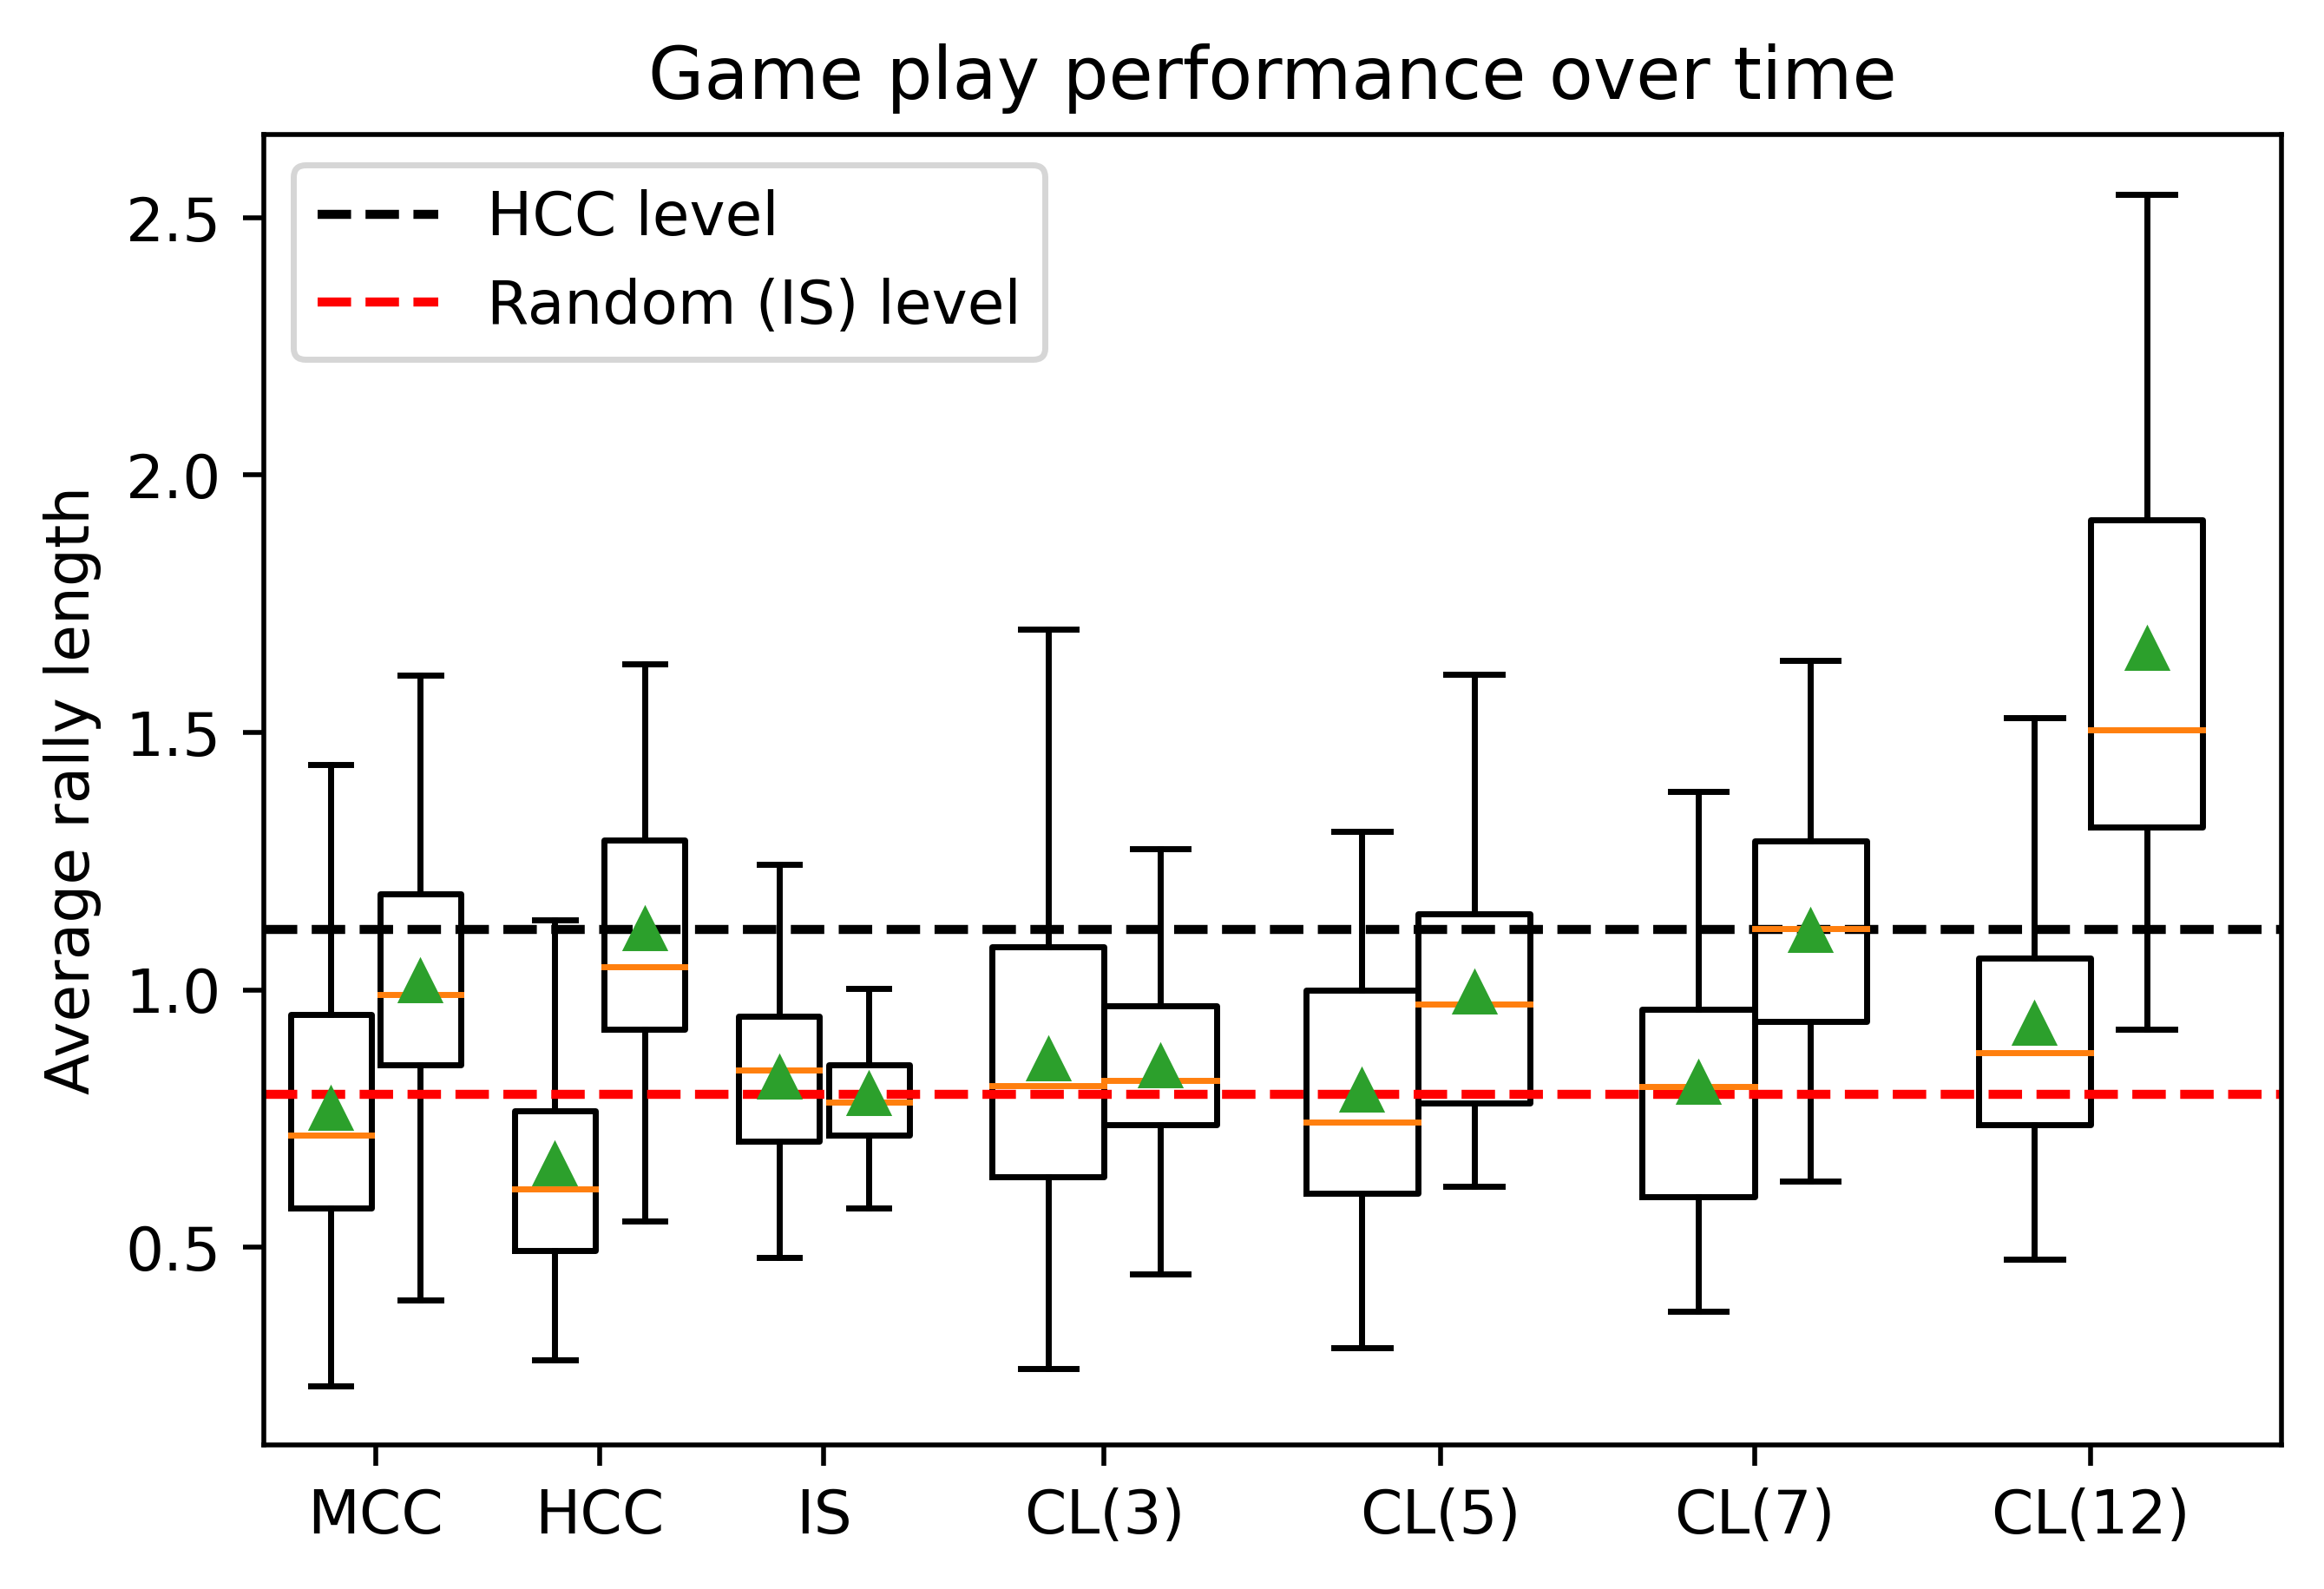 Game play performance over time
HCC level
Random (IS) level
Average rally length
2.5
2.0
1.5
1.0
0.5
MCC
HCC
IS
CL(3)
CL(5)
CL(7)
CL(12)